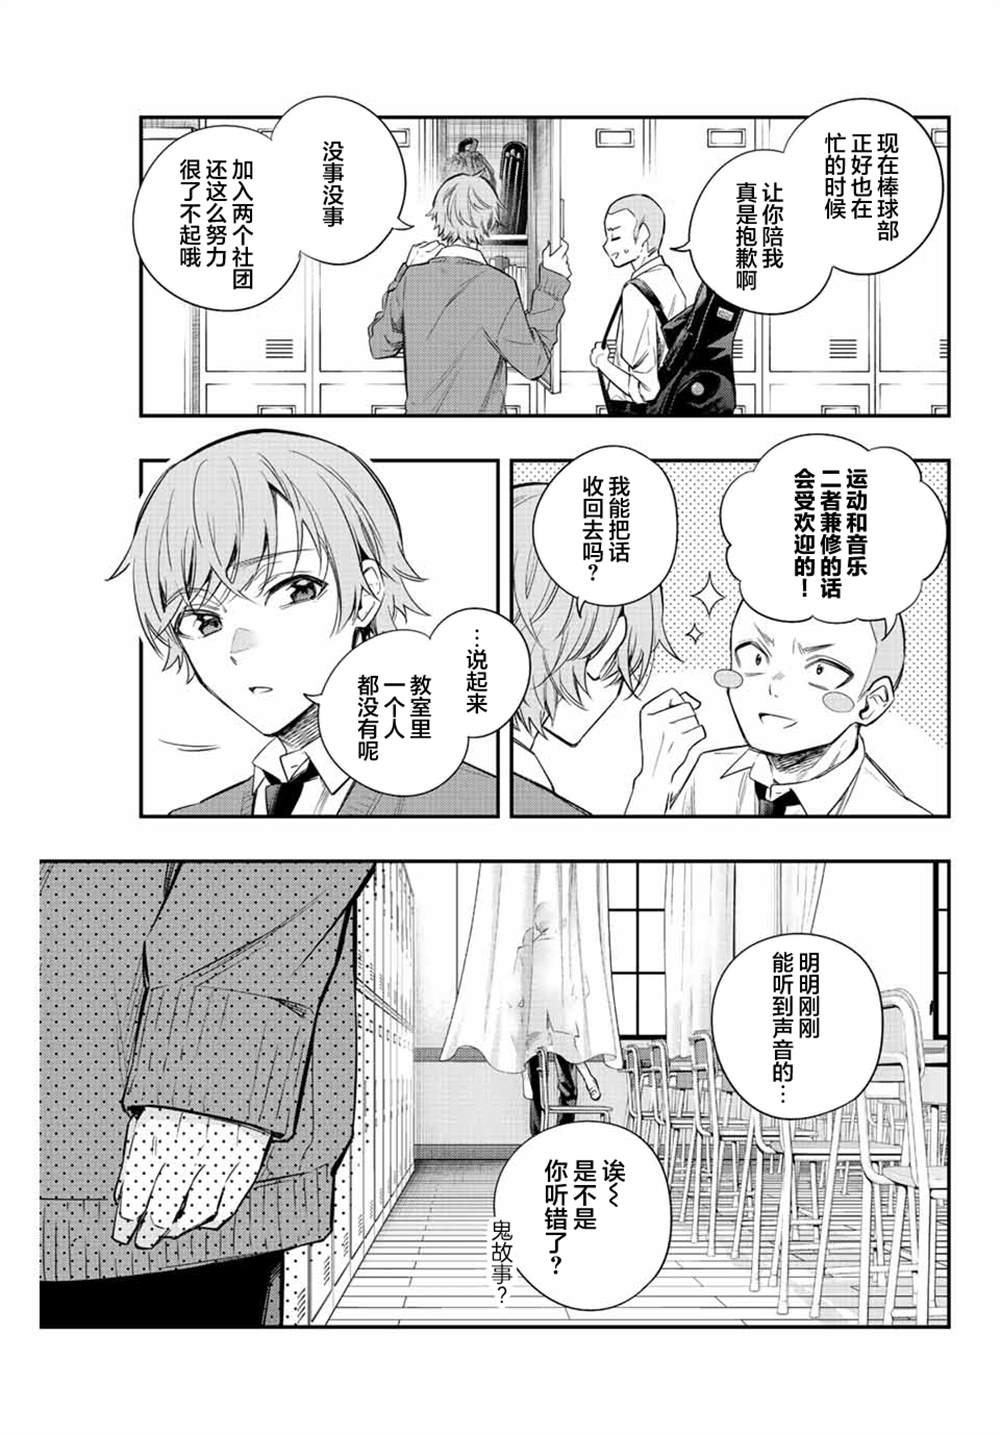 现在棒球部
正好也在
忙的时候
让你陪我
真是抱歉啊
没事没事
加入两个社团
还这么努力
很了不起哦
运动和音乐
二者兼修的话
会受欢迎的！
我能把话
收回去吗？
…说起来
教室里
一个人
都没有呢
明明刚刚
能听到声音的…
诶～
是不是
你听错了？
鬼故事？